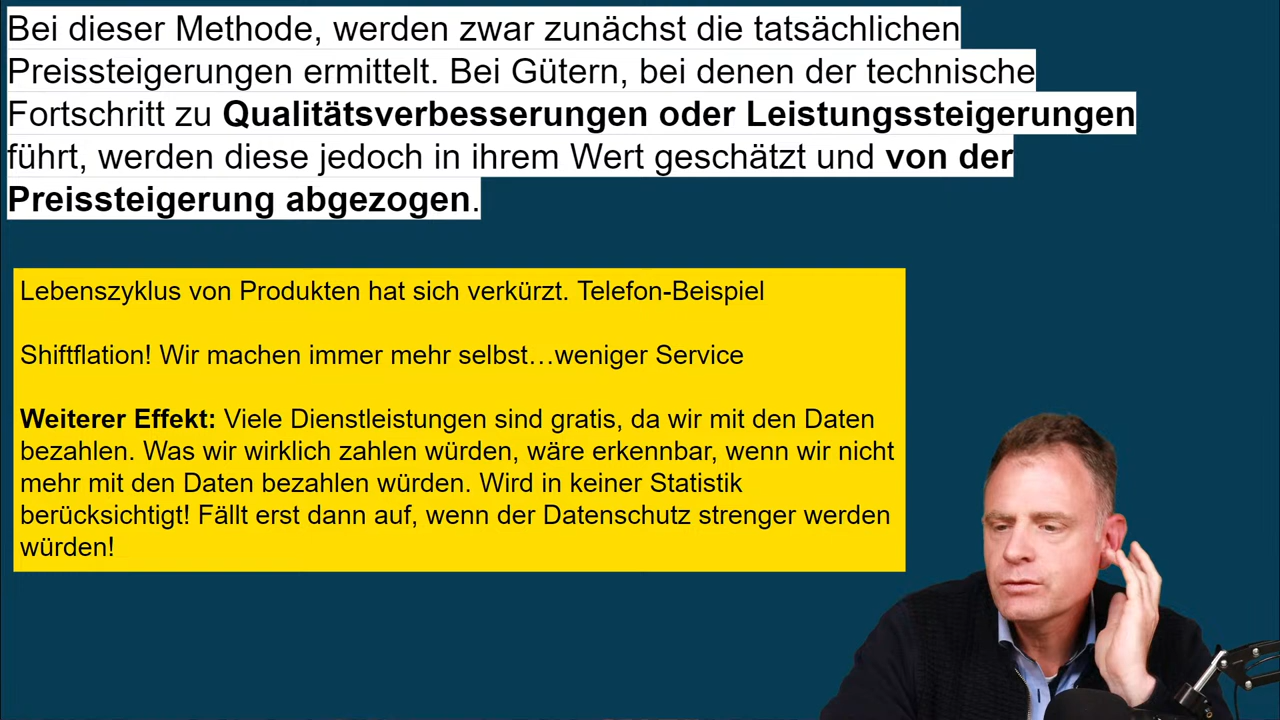 Bei dieser Methode, werden zwar zunächst die tatsächlichen
Preissteigerungen ermittelt. Bei Gütern, bei denen der technische
Fortschritt zu Qualitätsverbesserungen oder Leistungssteigerungen
führt, werden diese jedoch in ihrem Wert geschätzt und von der
Preissteigerung abgezogen.
Lebenszyklus von Produkten hat sich verkürzt. Telefon-Beispiel
Shiftflation! Wir machen immer mehr selbst…weniger Service
Weiterer Effekt: Viele Dienstleistungen sind gratis, da wir mit den Daten
bezahlen. Was wir wirklich zahlen würden, wäre erkennbar, wenn wir nicht
mehr mit den Daten bezahlen würden. Wird in keiner Statistik
berücksichtigt! Fällt erst dann auf, wenn der Datenschutz strenger werden
würden!